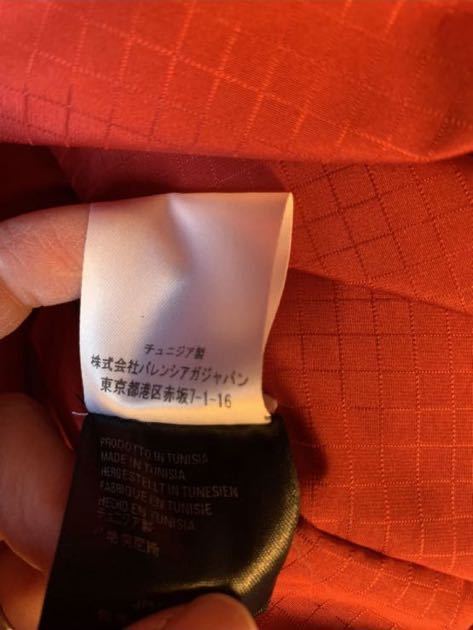 チュニジア製
株式会社バレンシアガジャパン
東京都港区赤坂7-1-16
PRODOTTO IN TUNISIA
MADE IN TUNISIA
HERGESTELLT IN TUNESIEN
FABRIQUE EN TUNISIE
HECHO EN TUNISIA
チュニジア製